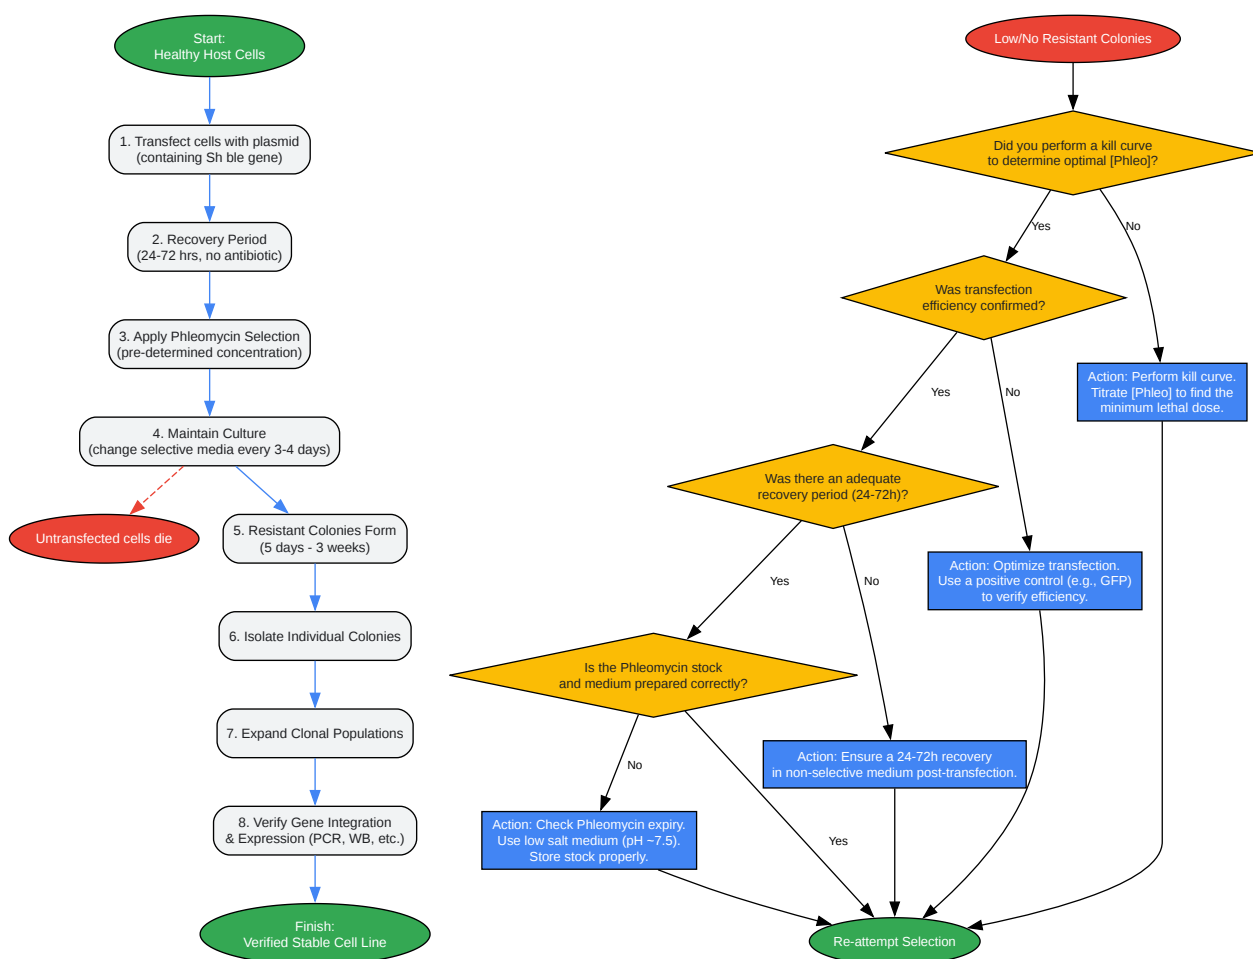 Start:
Healthy Host Cells
1. Transfect cells with plasmid
(containing Sh ble gene)
2. Recovery Period
(24-72 hrs, no antibiotic)
3. Apply Phleomycin Selection
(pre-determined concentration)
4. Maintain Culture
(change selective media every 3-4 days)
Untransfected cells die
5. Resistant Colonies Form
(5 days - 3 weeks)
6. Isolate Individual Colonies
7. Expand Clonal Populations
8. Verify Gene Integration
& Expression (PCR, WB, etc.)
Finish:
Verified Stable Cell Line
Low/No Resistant Colonies
Did you perform a kill curve
to determine optimal [Phleo]?
Yes
No
Was transfection
efficiency confirmed?
Action: Perform kill curve.
Titrate [Phleo] to find the
minimum lethal dose.
Yes
No
Was there an adequate
recovery period (24-72h)?
Action: Optimize transfection.
Use a positive control (e.g., GFP)
to verify efficiency.
Yes
No
Is the Phleomycin stock
and medium prepared correctly?
Action: Ensure a 24-72h recovery
in non-selective medium post-transfection.
No
Yes
Action: Check Phleomycin expiry.
Use low salt medium (pH ~7.5).
Store stock properly.
Re-attempt Selection